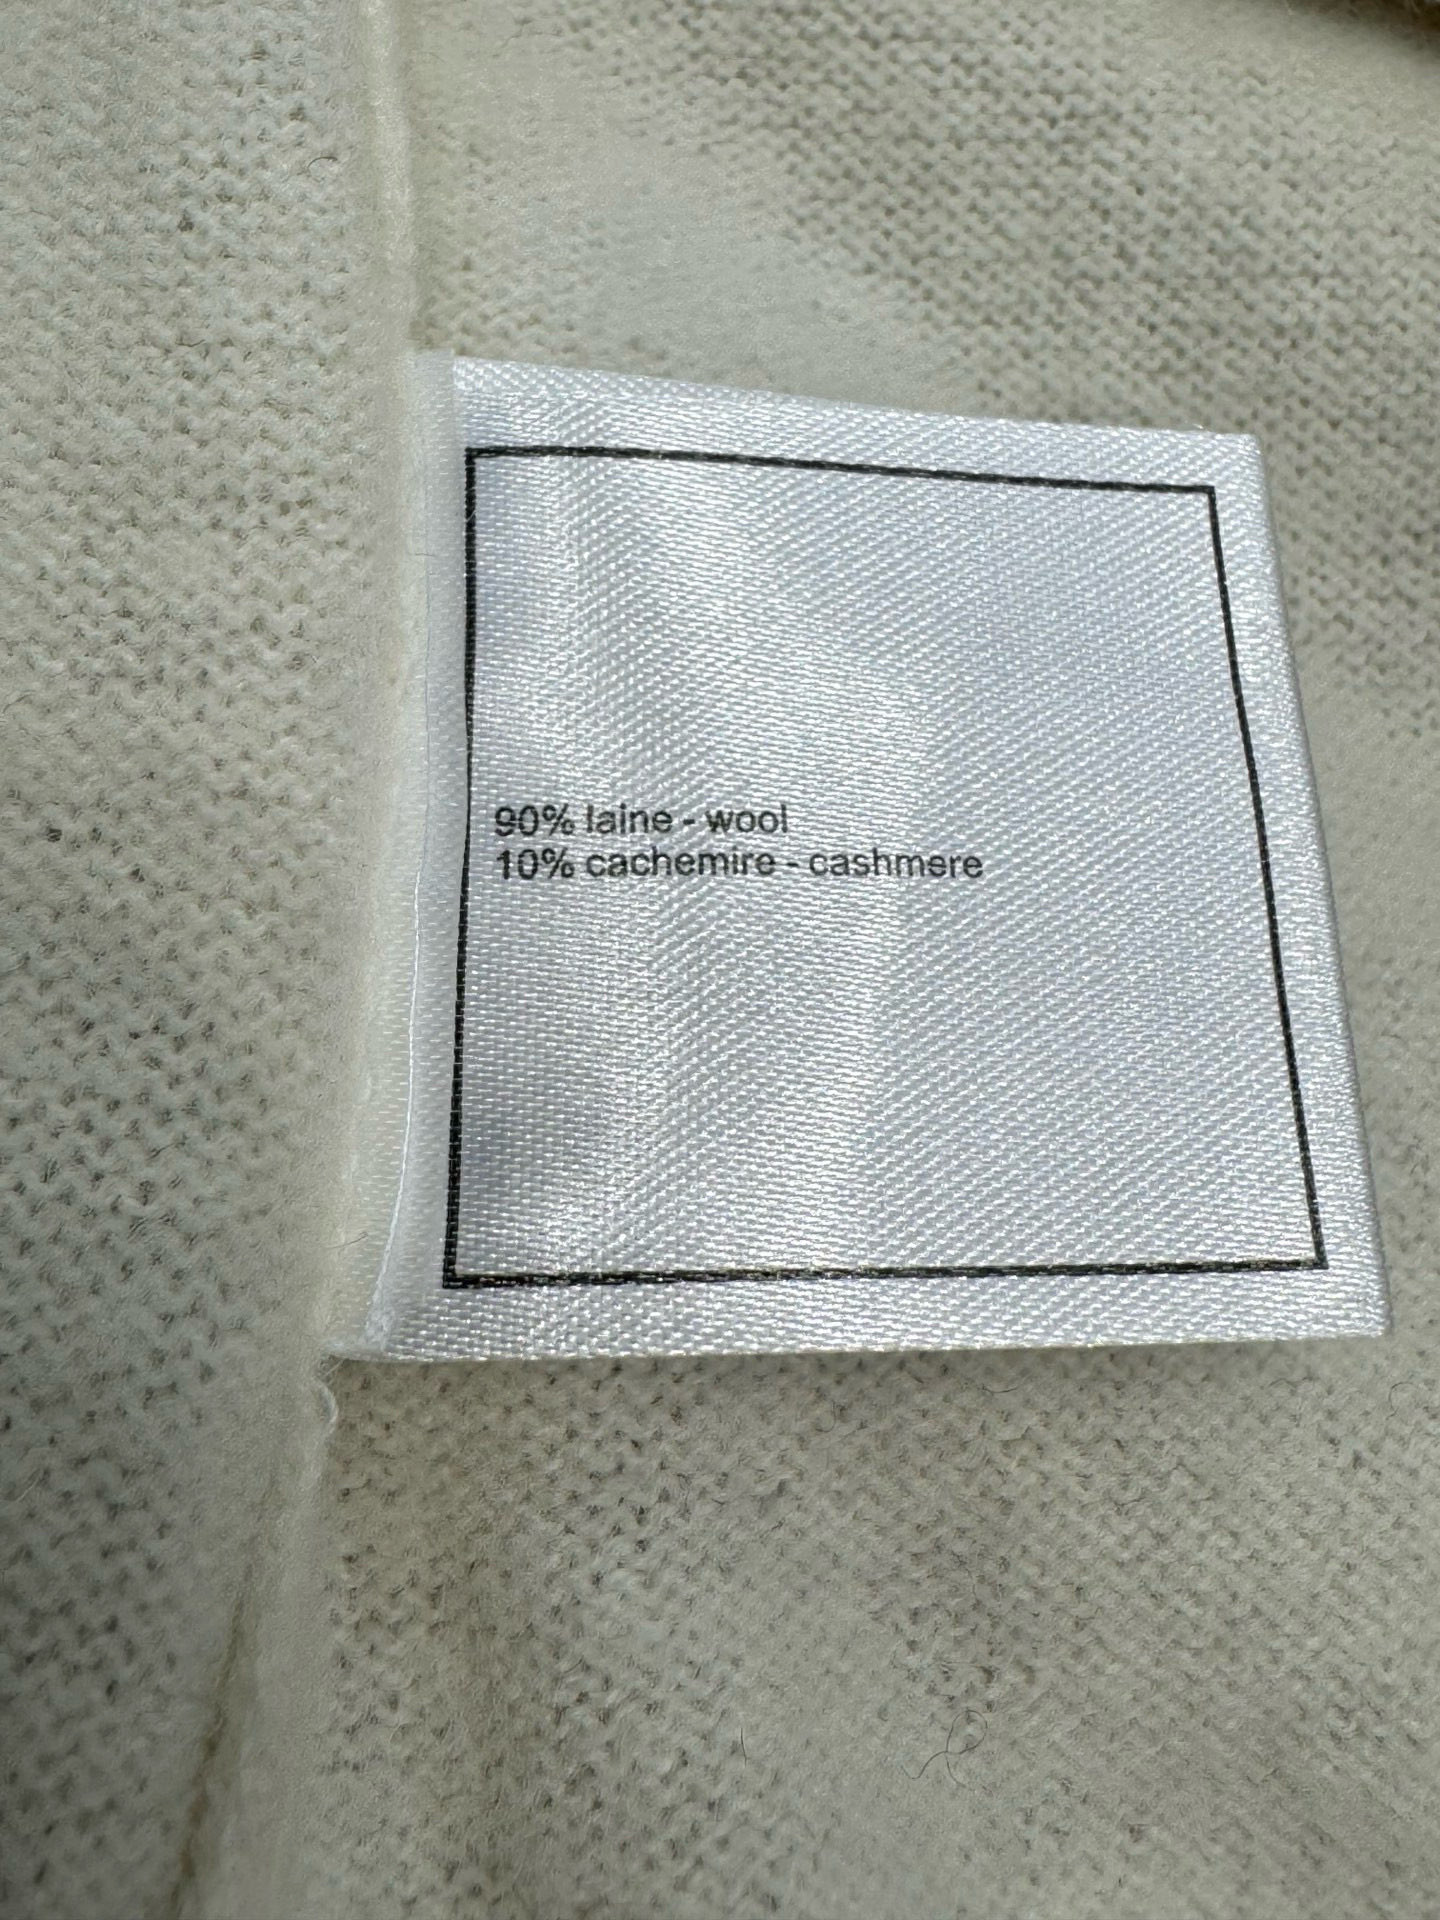 90% laine - wool
10% cachemire - cashmere